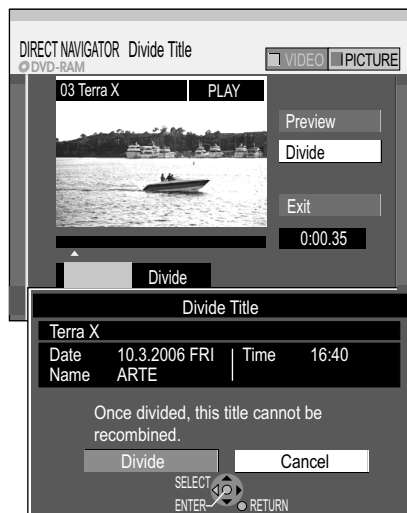 DIRECT NAVIGATOR Divide Title
DVD-RAM
VIDEO PICTURE
03 Terra X PLAY
Preview
Divide
Exit
0:00.35
Divide
Divide Title
Terra X
Date 10.3.2006 FRI Time 16:40
Name ARTE
Once divided, this title cannot be
recombined.
Divide Cancel
SELECT
ENTER RETURN